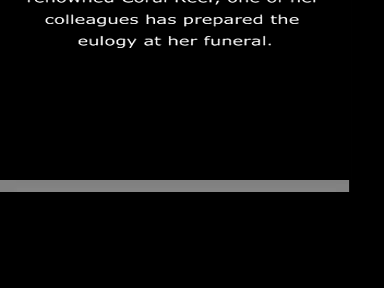 renowned Coral Reef, one of her
colleagues has prepared the
eulogy at her funeral.